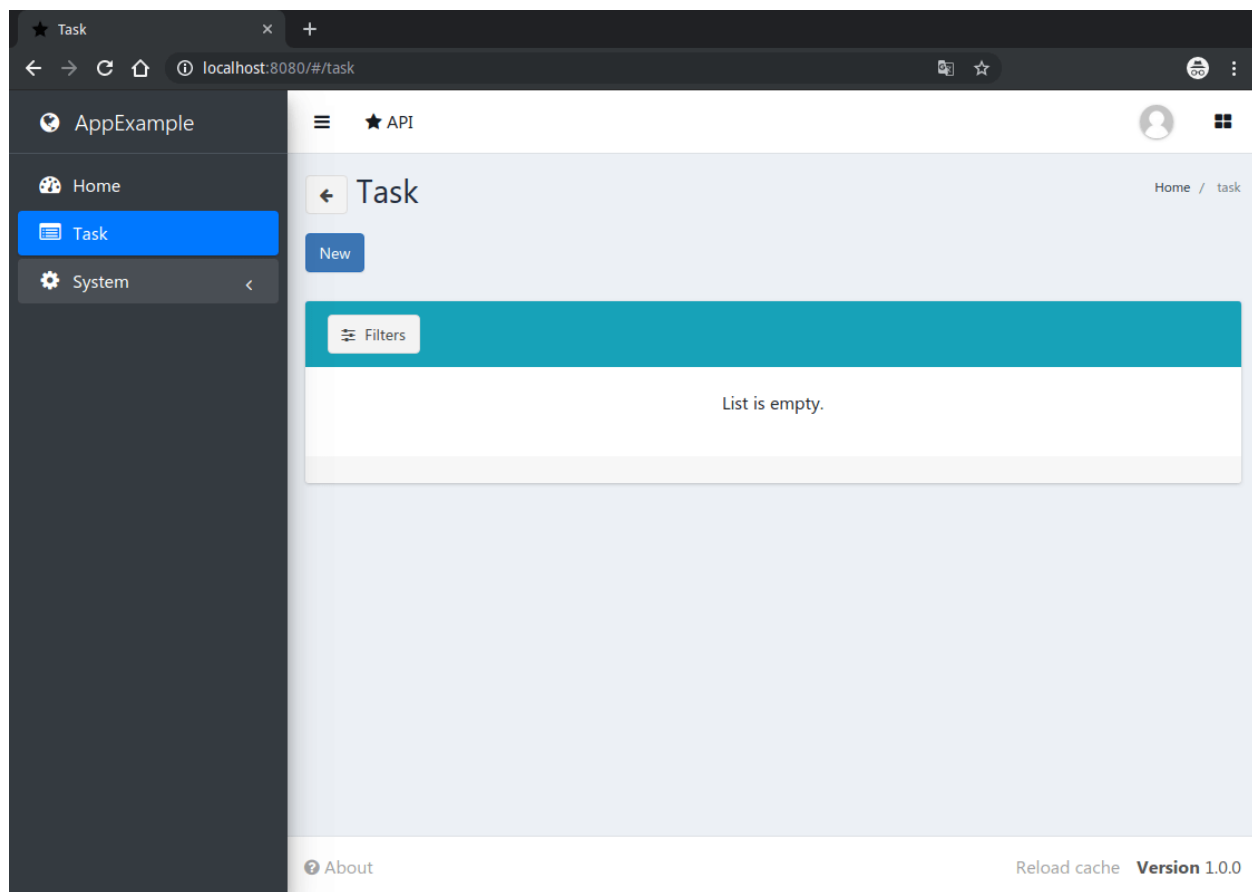 Task
localhost:8080/#/task
AppExample
API
Home
Task
Home / task
Task
New
System
Filters
List is empty.
About
Reload cache Version 1.0.0